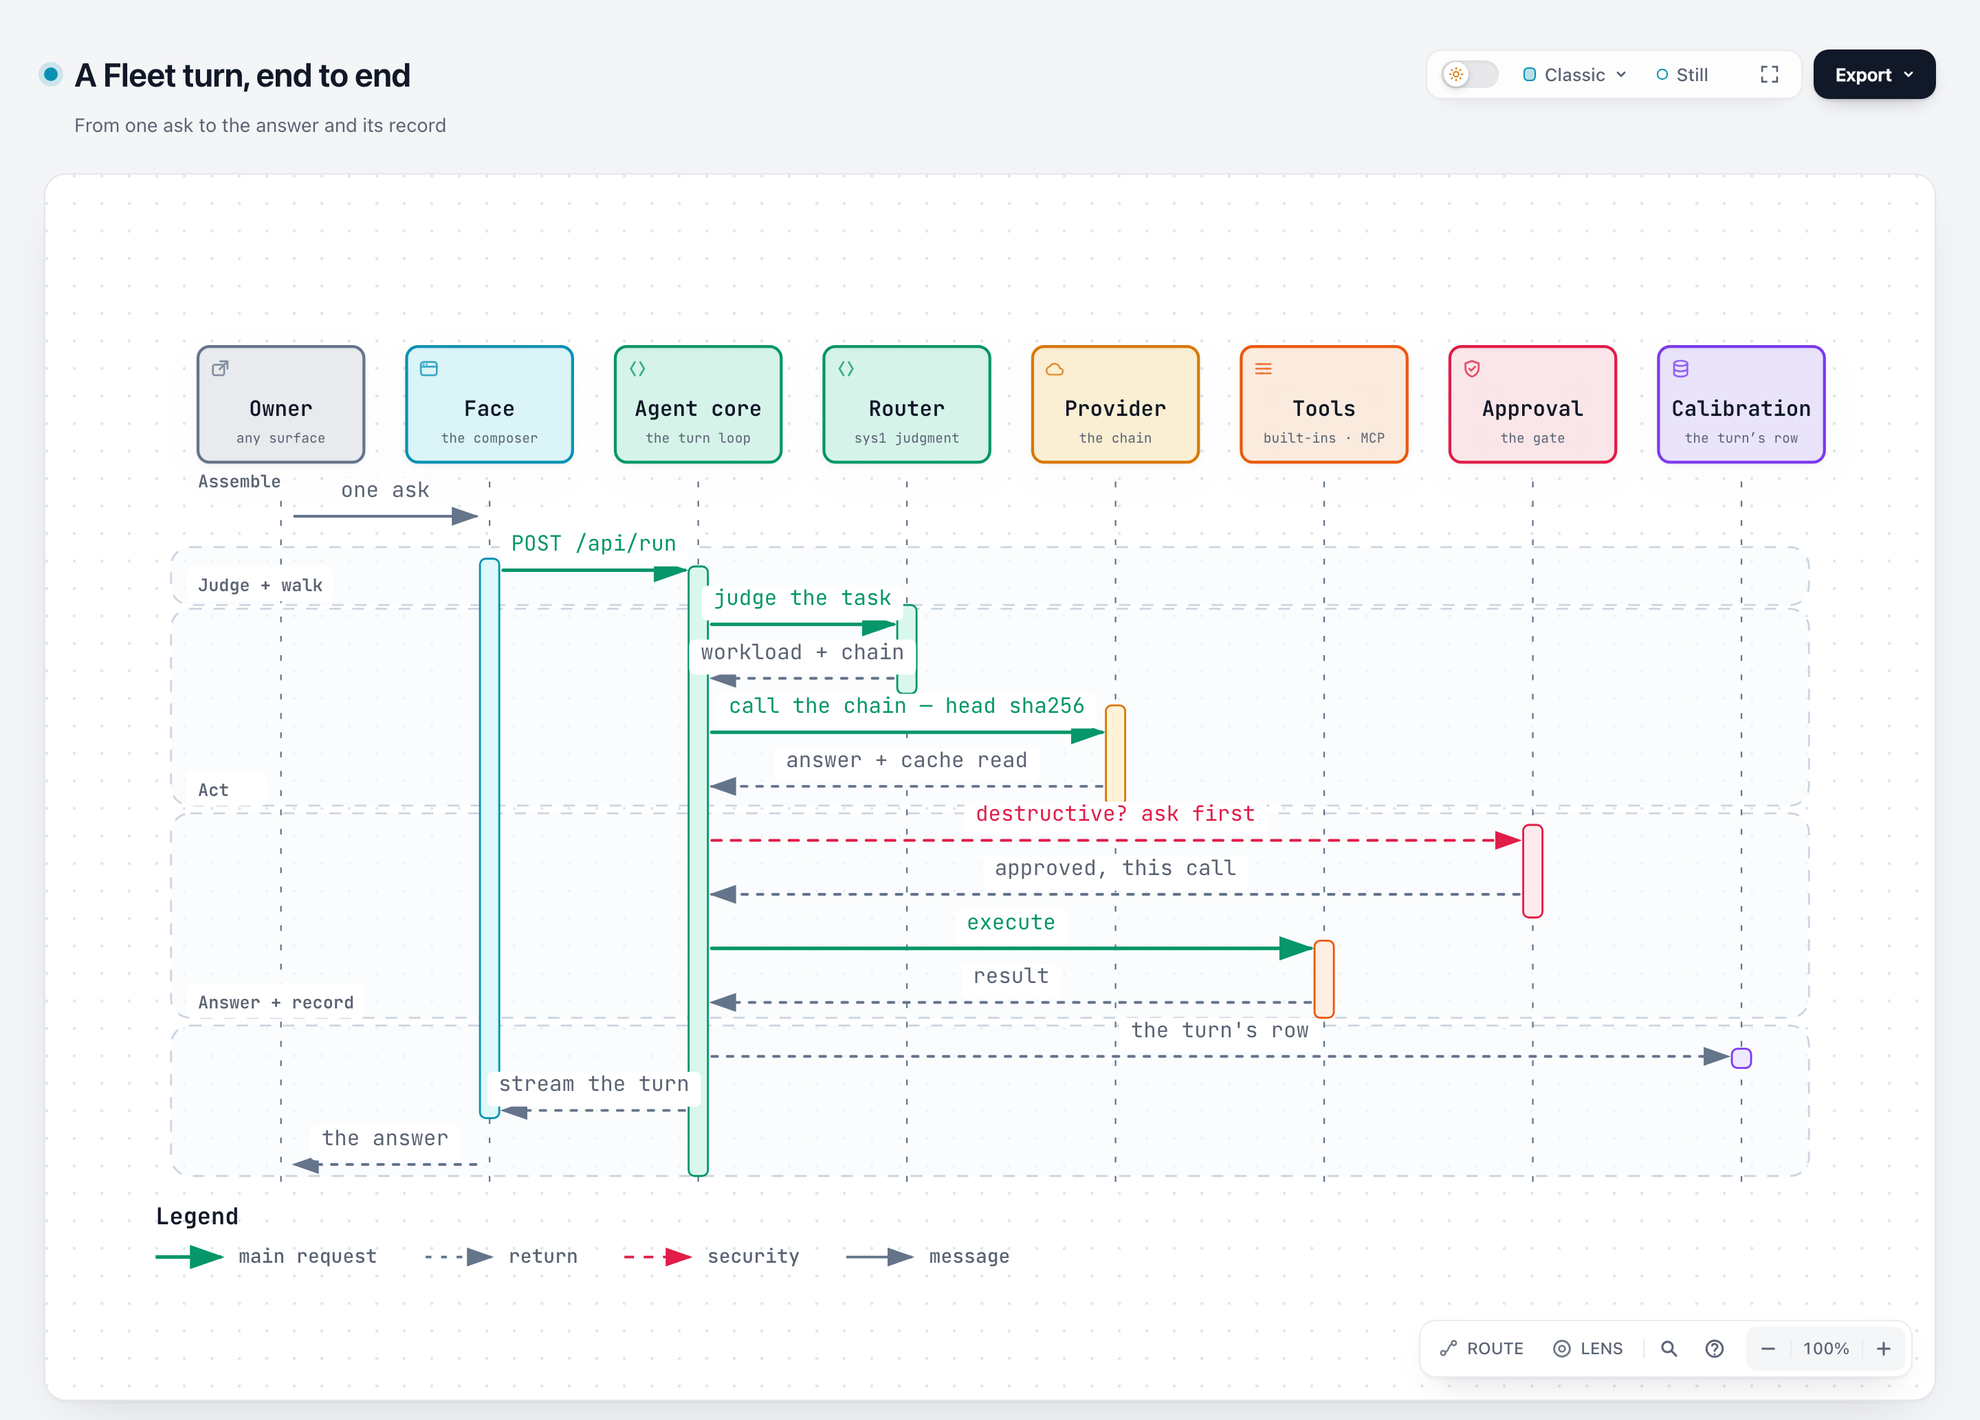 A Fleet turn, end to end
Classic
Still
Export
From one ask to the answer and its record
Owner
any surface
Face
the composer
Agent core
the turn loop
Router
sys1 judgment
Provider
the chain
Tools
built-ins · MCP
Approval
the gate
Calibration
the turn’s row
Assemble
one ask
POST /api/run
Judge + walk
judge the task
workload + chain
call the chain — head sha256
answer + cache read
Act
destructive? ask first
approved, this call
execute
result
Answer + record
the turn's row
stream the turn
the answer
Legend
main request
return
security
message
ROUTE
LENS
100%